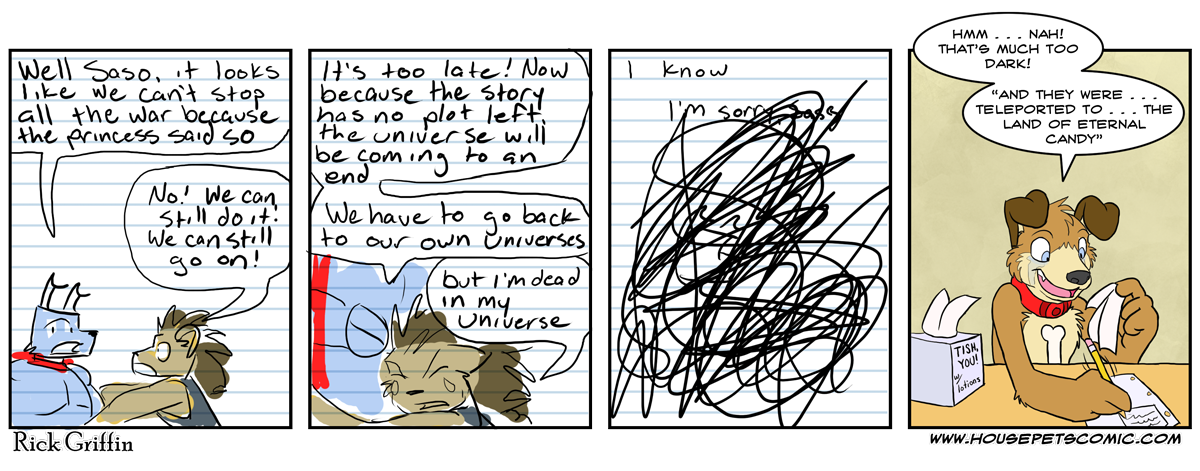 Well Saso, it looks
like we can't stop
all the war because
the princess said so
No! We can
still do it!
We can still
go on!
It's too late! Now
because the story
has no plot left
the universe will
be coming to an
end
We have to go back
to our own universes
but I'm dead
in my
universe
I know
I'm sorry, Saso
HMM . . . NAH!
THAT'S MUCH TOO
DARK!
"AND THEY WERE . . .
TELEPORTED TO . . . THE
LAND OF ETERNAL
CANDY"
TISH,
YOU!
w/
lotions
Rick Griffin
WWW.HOUSEPETSCOMIC.COM